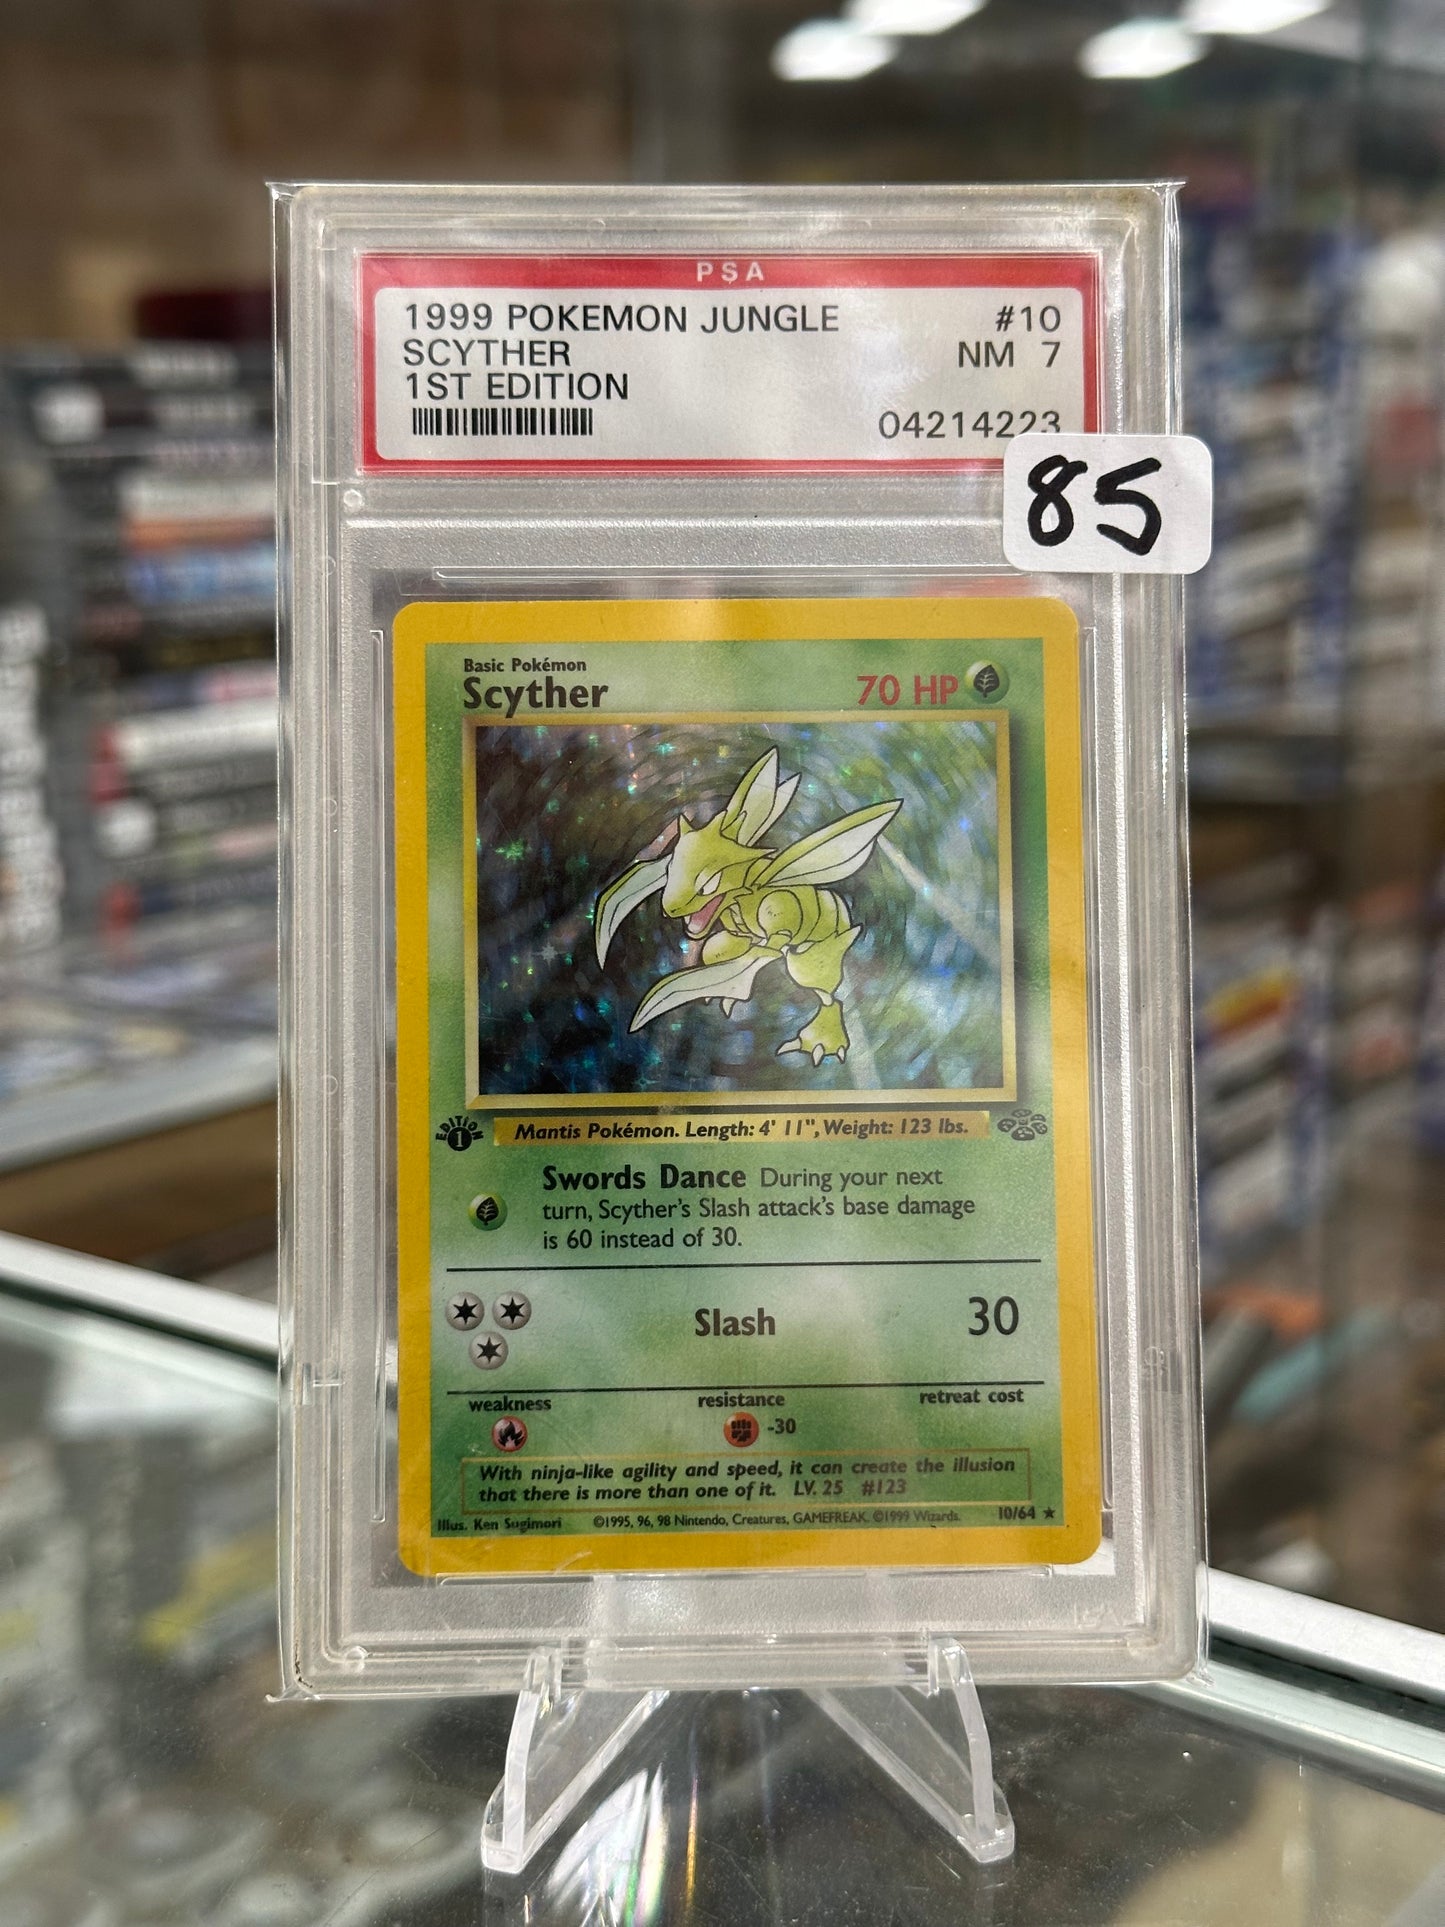 PSA
1999 POKEMON JUNGLE #10
SCYTHER NM 7
1ST EDITION
04214223
85
Basic Pokémon
Scyther 70 HP
EDITION
1
Mantis Pokémon. Length: 4' 11", Weight: 123 lbs.
Swords Dance During your next
turn, Scyther's Slash attack's base damage
is 60 instead of 30.
Slash 30
weakness resistance retreat cost
-30
With ninja-like agility and speed, it can create the illusion
that there is more than one of it. LV. 25 #123
Illus. Ken Sugimori ©1995, 96, 98 Nintendo, Creatures, GAMEFREAK. ©1999 Wizards. 10/64 ★